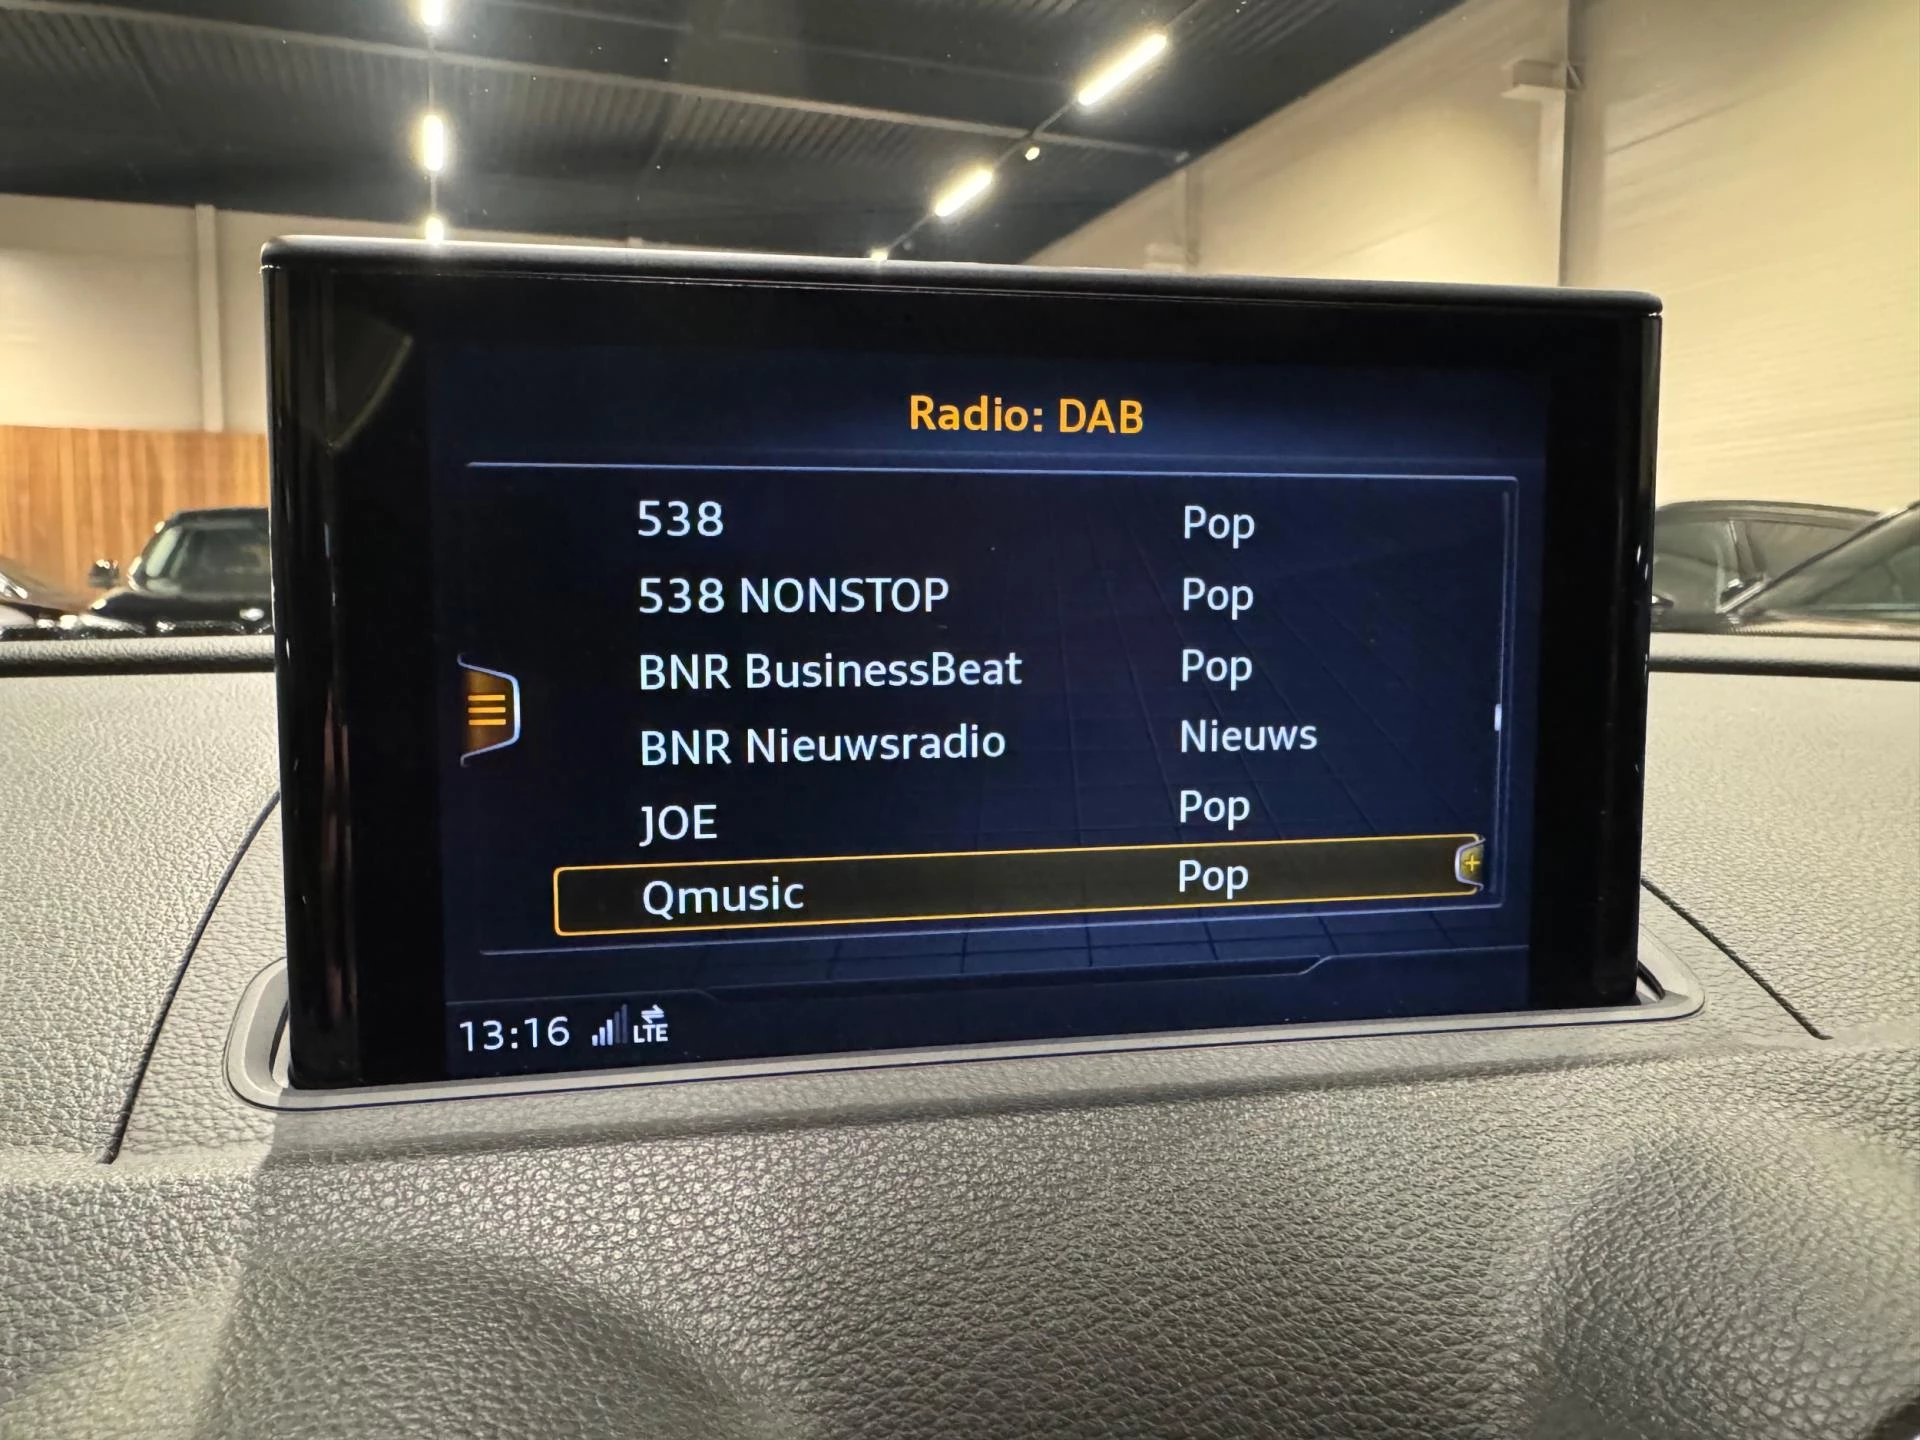 Radio: DAB
538 Pop
538 NONSTOP Pop
BNR BusinessBeat Pop
BNR Nieuwsradio Nieuws
JOE Pop
Qmusic Pop
13:16 LTE